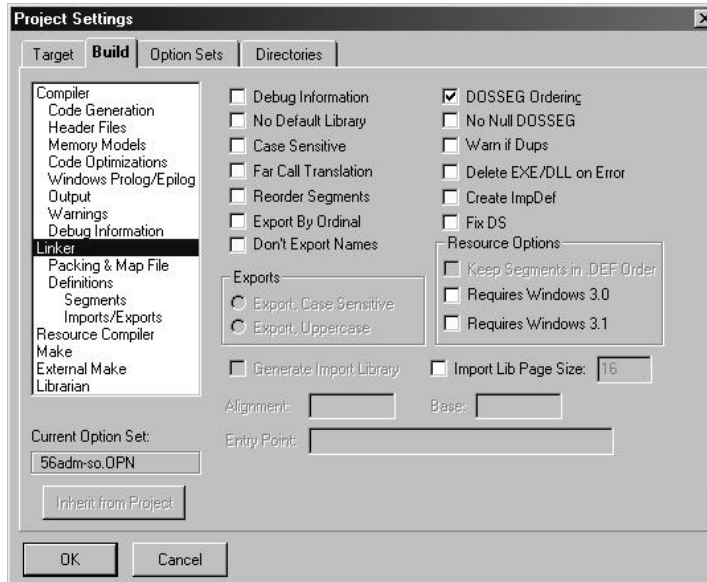 Project Settings
Target Build Option Sets Directories
Compiler
Code Generation
Header Files
Memory Models
Code Optimizations
Windows Prolog/Epilog
Output
Warnings
Debug Information
Linker
Packing & Map File
Definitions
Segments
Imports/Exports
Resource Compiler
Make
External Make
Librarian
Current Option Set:
56adm-so.OPN
Inherit from Project
Debug Information
No Default Library
Case Sensitive
Far Call Translation
Reorder Segments
Export By Ordinal
Don't Export Names
DOSSEG Ordering
No Null DOSSEG
Warn if Dups
Delete EXE/DLL on Error
Create ImpDef
Fix DS
Exports
Export, Case Sensitive
Export, Uppercase
Resource Options
Keep Segments in .DEF Order
Requires Windows 3.0
Requires Windows 3.1
Generate Import Library
Import Lib Page Size: 16
Alignment: Base:
Entry Point:
OK Cancel